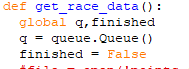 def get_race_data():
    global q,finished
    q = queue.Queue()
    finished = False